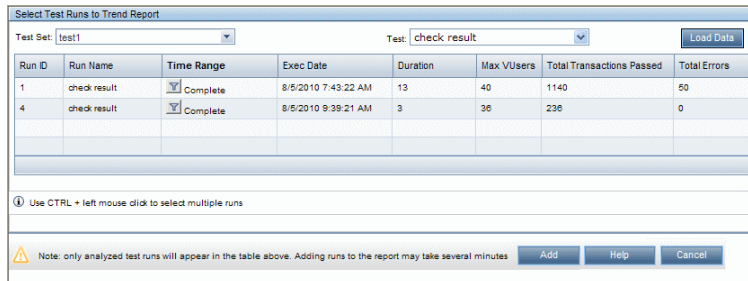 Select Test Runs to Trend Report
Test Set: test1 Test: check result Load Data
Run ID Run Name Time Range Exec Date Duration Max VUsers Total Transactions Passed Total Errors
1 check result Complete 8/5/2010 7:43:22 AM 13 40 1140 50
4 check result Complete 8/5/2010 9:39:21 AM 3 36 236 0
Use CTRL + left mouse click to select multiple runs
Note: only analyzed test runs will appear in the table above. Adding runs to the report may take several minutes Add Help Cancel